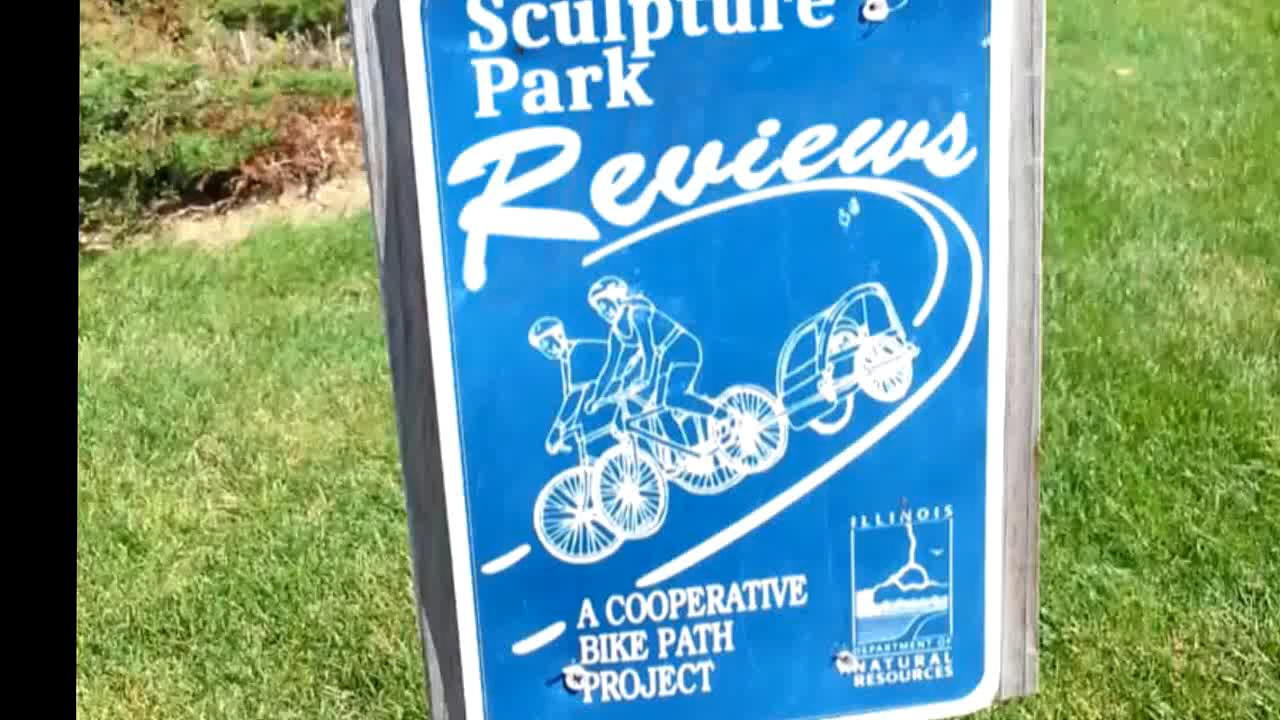 Sculpture
Park
Reviews
A COOPERATIVE
BIKE PATH
PROJECT
ILLINOIS
DEPARTMENT OF
NATURAL
RESOURCES